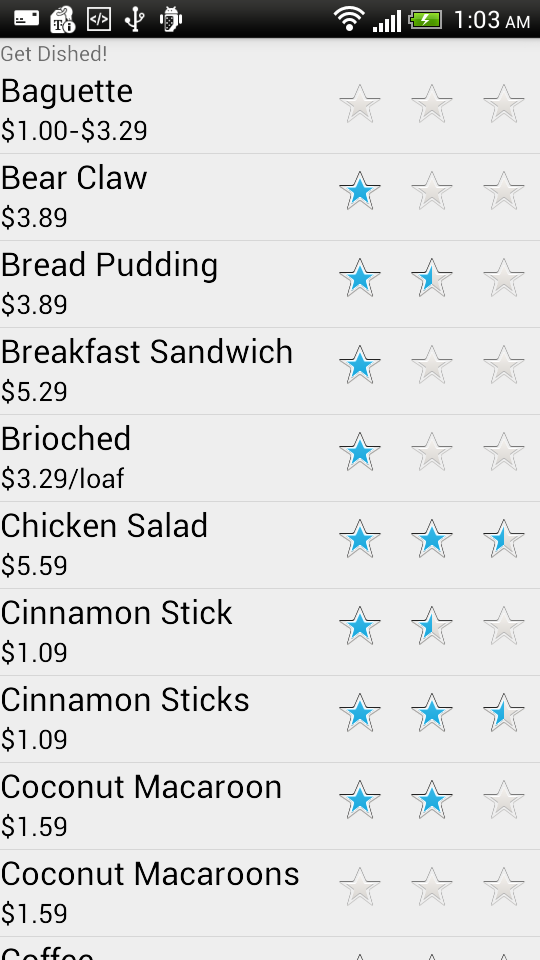 1:03 AM
Get Dished!
Baguette
$1.00-$3.29
Bear Claw
$3.89
Bread Pudding
$3.89
Breakfast Sandwich
$5.29
Brioched
$3.29/loaf
Chicken Salad
$5.59
Cinnamon Stick
$1.09
Cinnamon Sticks
$1.09
Coconut Macaroon
$1.59
Coconut Macaroons
$1.59
Coffee